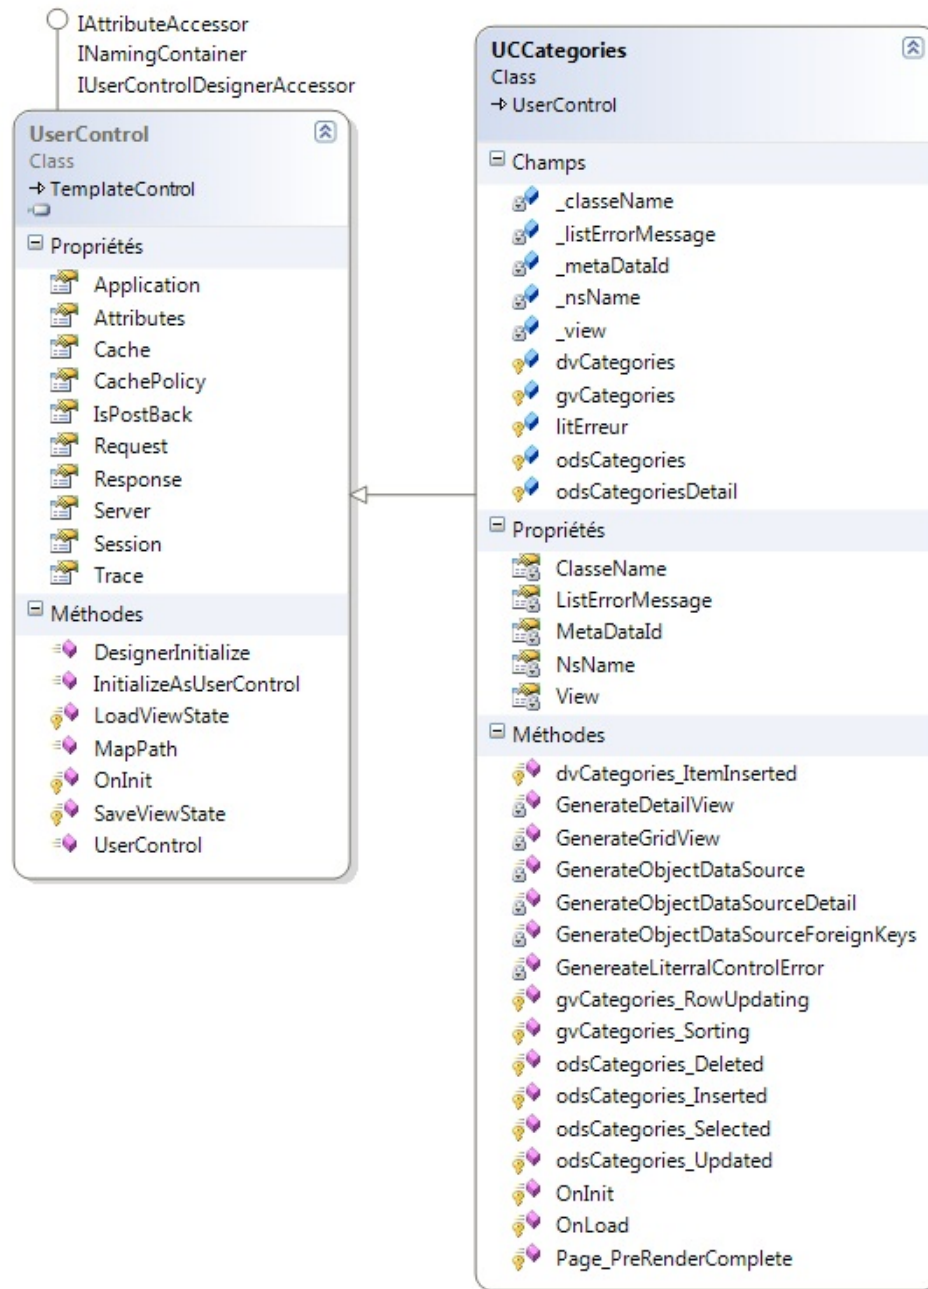 IAttributeAccessor
INamingContainer
IUserControlDesignerAccessor
UserControl
Class
TemplateControl
Propriétés
Application
Attributes
Cache
CachePolicy
IsPostBack
Request
Response
Server
Session
Trace
Méthodes
DesignerInitialize
InitializeAsUserControl
LoadViewState
MapPath
OnInit
SaveViewState
UserControl
UCCategories
Class
UserControl
Champs
_classeName
_listErrorMessage
_metaDataId
_nsName
_view
dvCategories
gvCategories
litErreur
odsCategories
odsCategoriesDetail
Propriétés
ClasseName
ListErrorMessage
MetaDataId
NsName
View
Méthodes
dvCategories_ItemInserted
GenerateDetailView
GenerateGridView
GenerateObjectDataSource
GenerateObjectDataSourceDetail
GenerateObjectDataSourceForeignKeys
GenereateLiterralControlError
gvCategories_RowUpdating
gvCategories_Sorting
odsCategories_Deleted
odsCategories_Inserted
odsCategories_Selected
odsCategories_Updated
OnInit
OnLoad
Page_PreRenderComplete